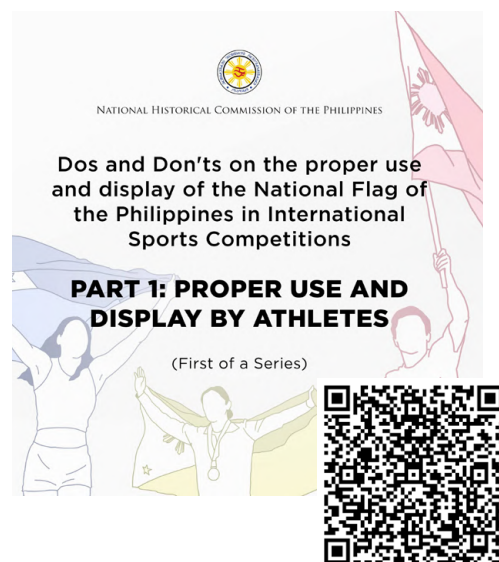 NATIONAL HISTORICAL COMMISSION OF THE PHILIPPINES
Dos and Don'ts on the proper use
and display of the National Flag of
the Philippines in International
Sports Competitions
PART 1: PROPER USE AND
DISPLAY BY ATHLETES
(First of a Series)